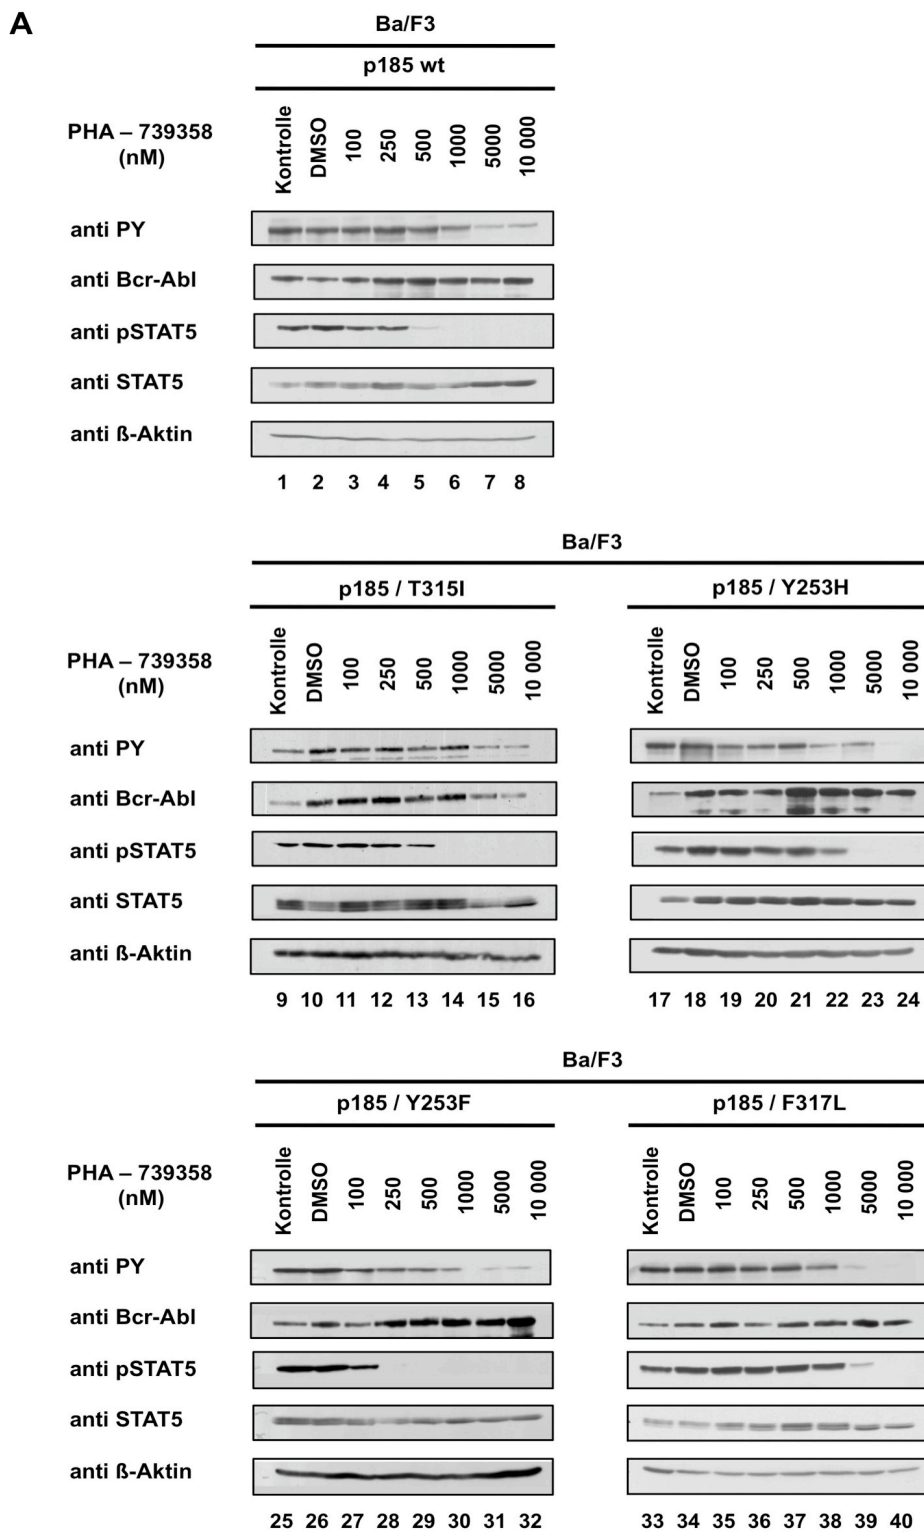 A
Ba/F3
p185 wt
PHA – 739358
(nM)
Kontrolle
DMSO
100
250
500
1000
5000
10 000
anti PY
anti Bcr-Abl
anti pSTAT5
anti STAT5
anti ß-Aktin
1 2 3 4 5 6 7 8
Ba/F3
p185 / T315I
p185 / Y253H
PHA – 739358
(nM)
Kontrolle
DMSO
100
250
500
1000
5000
10 000
Kontrolle
DMSO
100
250
500
1000
5000
10 000
anti PY
anti Bcr-Abl
anti pSTAT5
anti STAT5
anti ß-Aktin
9 10 11 12 13 14 15 16
17 18 19 20 21 22 23 24
Ba/F3
p185 / Y253F
p185 / F317L
PHA – 739358
(nM)
Kontrolle
DMSO
100
250
500
1000
5000
10 000
Kontrolle
DMSO
100
250
500
1000
5000
10 000
anti PY
anti Bcr-Abl
anti pSTAT5
anti STAT5
anti ß-Aktin
25 26 27 28 29 30 31 32
33 34 35 36 37 38 39 40